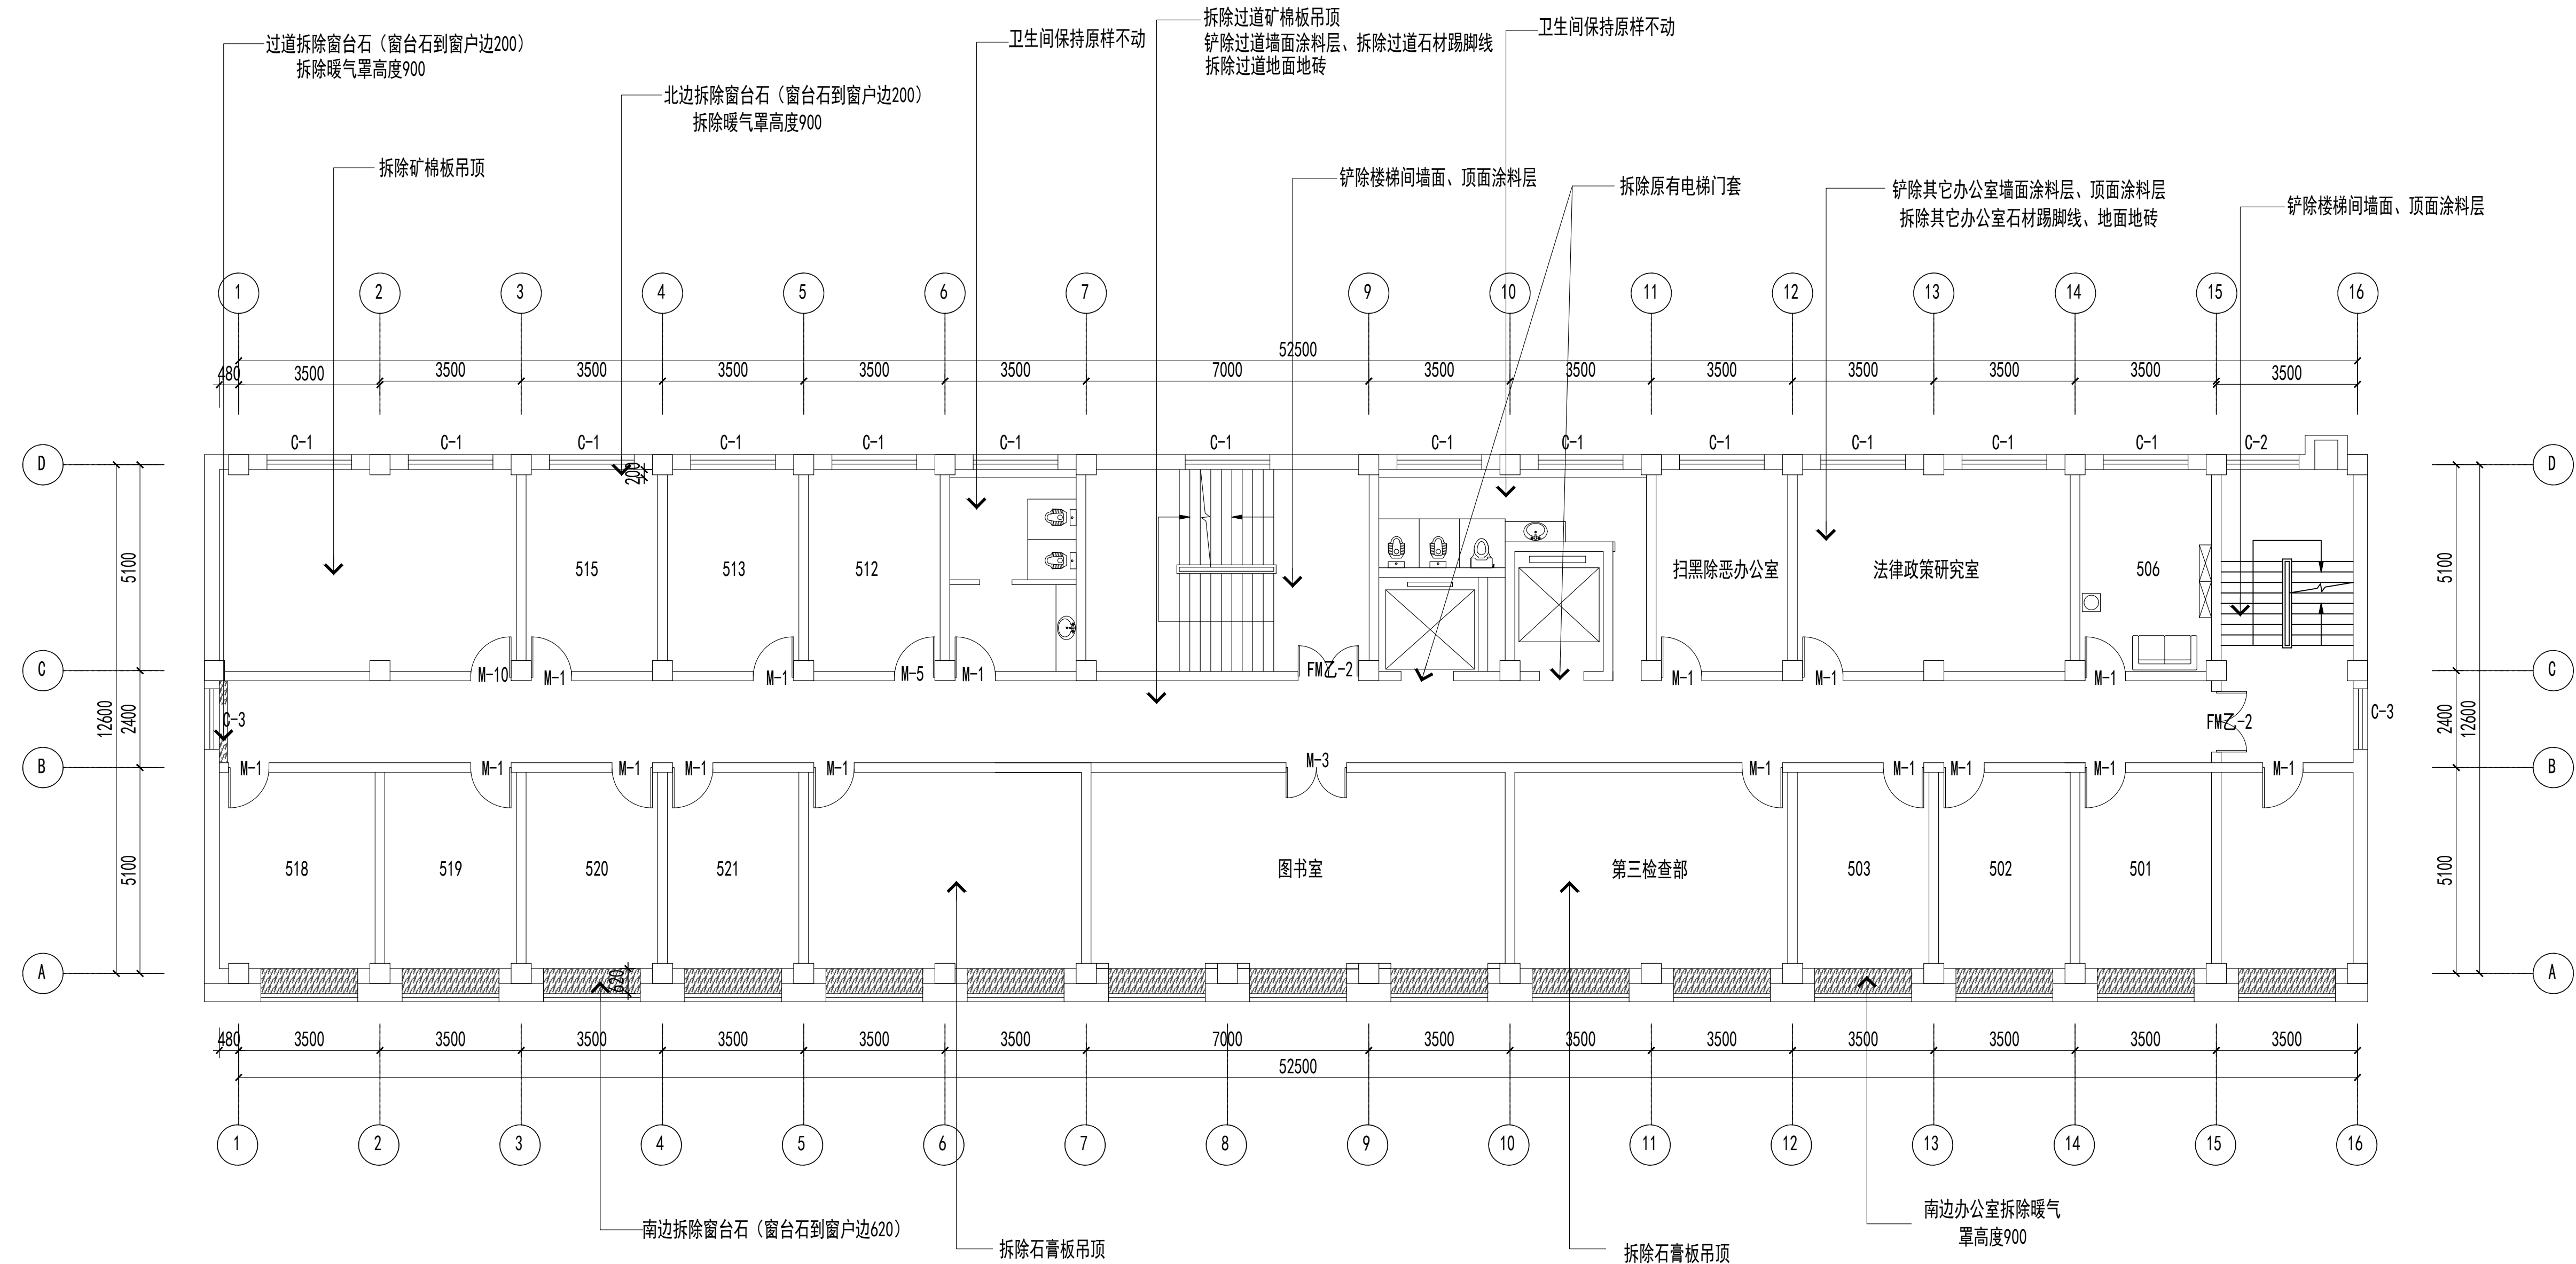 拆除过道矿棉板吊顶
铲除过道墙面涂料层、拆除过道石材踢脚线
拆除过道地面地砖
卫生间保持原样不动
卫生间保持原样不动
过道拆除窗台石（窗台石到窗户边200）
拆除暖气罩高度900
北边拆除窗台石（窗台石到窗户边200）
拆除暖气罩高度900
拆除矿棉板吊顶
铲除楼梯间墙面、顶面涂料层
拆除原有电梯门套
铲除其它办公室墙面涂料层、顶面涂料层
拆除其它办公室石材踢脚线、地面地砖
铲除楼梯间墙面、顶面涂料层
1 2 3 4 5 6 7 9 10 11 12 13 14 15 16
52500
480 3500 3500 3500 3500 3500 3500 7000 3500 3500 3500 3500 3500 3500 3500
C-1 C-1 C-1 C-1 C-1 C-1 C-1 C-1 C-1 C-1 C-1 C-1 C-1 C-2
D D
200
5100 5100
515 513 512 扫黑除恶办公室 法律政策研究室 506
C C
M-10 M-1 M-1 M-5 M-1 FM乙-2 M-1 M-1 M-1
12600 2400 C-3 FM乙-2 C-3 2400 12600
B B
M-1 M-1 M-1 M-1 M-1 M-3 M-1 M-1 M-1 M-1 M-1
5100 5100
518 519 520 521 图书室 第三检查部 503 502 501
A A
620
480 3500 3500 3500 3500 3500 3500 7000 3500 3500 3500 3500 3500 3500 3500
52500
1 2 3 4 5 6 7 8 9 10 11 12 13 14 15 16
南边拆除窗台石（窗台石到窗户边620）
拆除石膏板吊顶
拆除石膏板吊顶
南边办公室拆除暖气
罩高度900